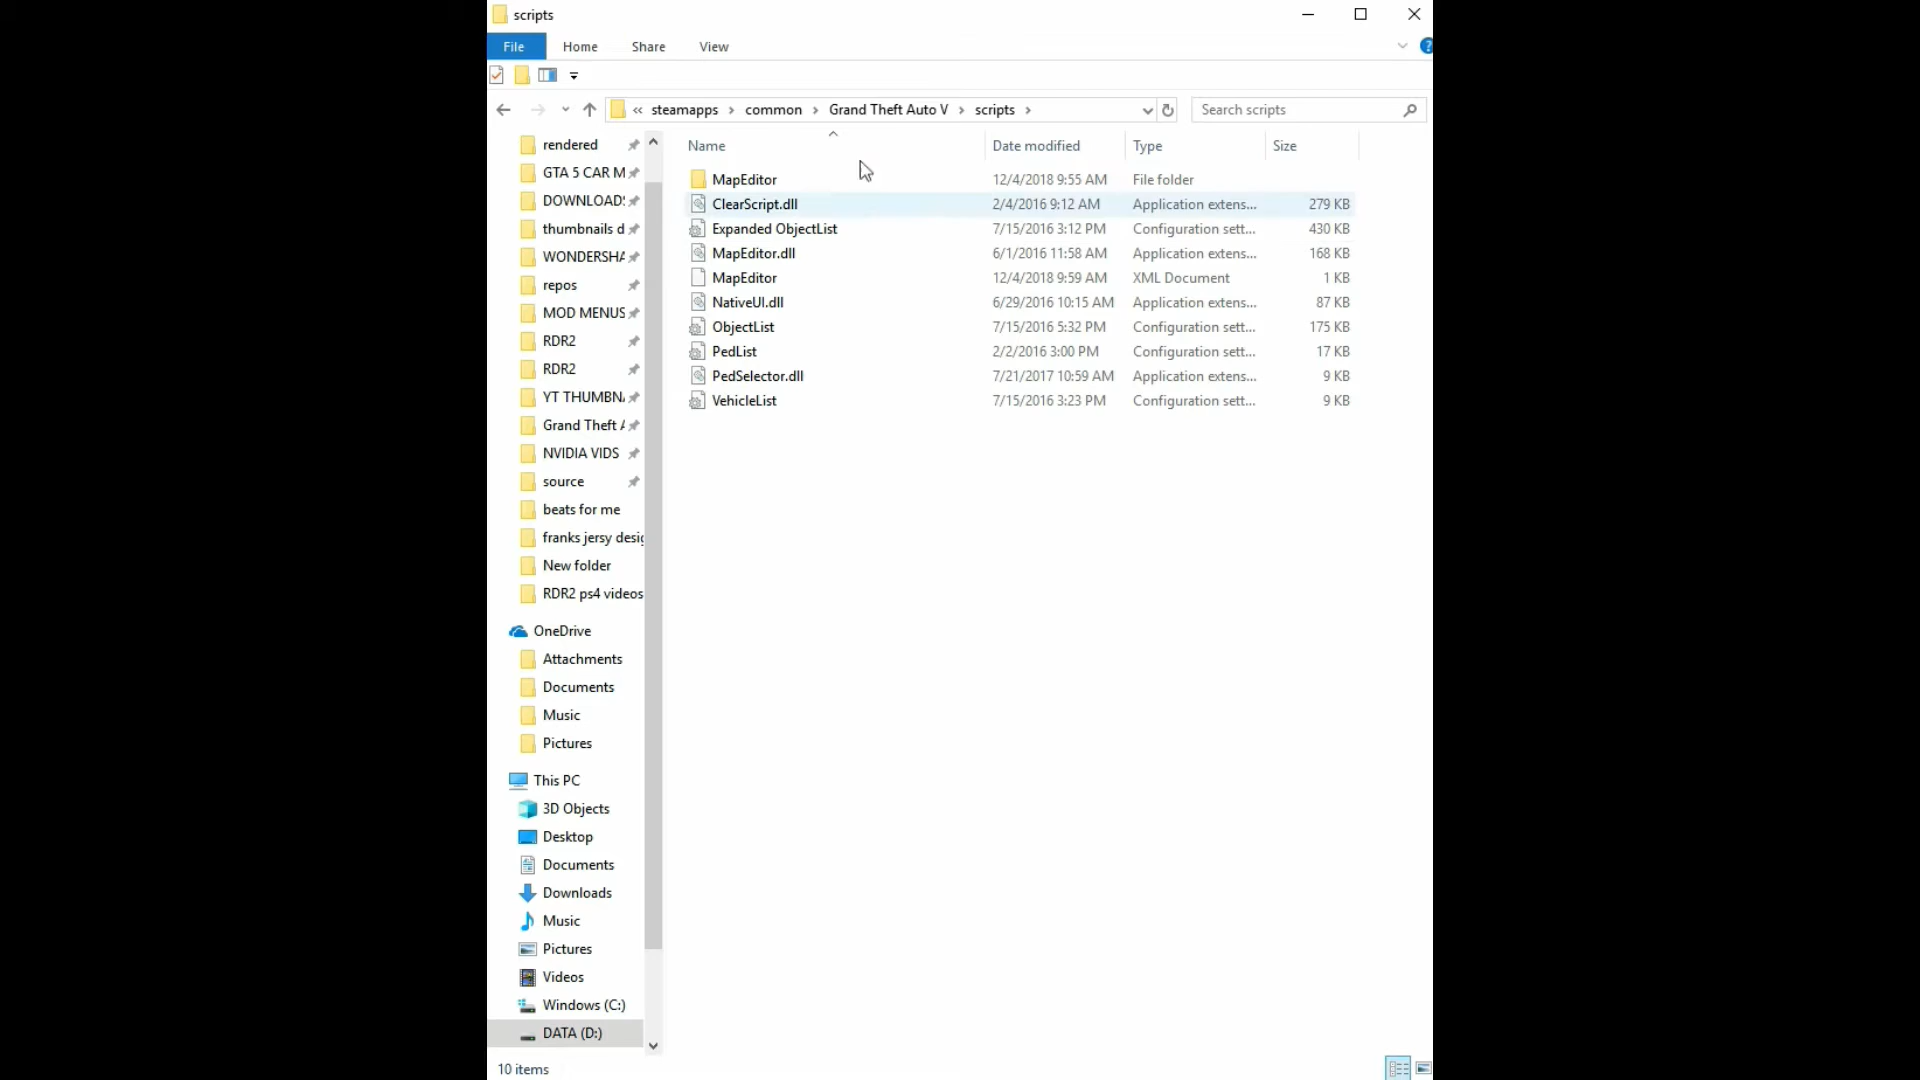 scripts
File Home Share View
« steamapps > common > Grand Theft Auto V > scripts > Search scripts
Name Date modified Type Size
MapEditor 12/4/2018 9:55 AM File folder
ClearScript.dll 2/4/2016 9:12 AM Application extens... 279 KB
Expanded ObjectList 7/15/2016 3:12 PM Configuration sett... 430 KB
MapEditor.dll 6/1/2016 11:58 AM Application extens... 168 KB
MapEditor 12/4/2018 9:59 AM XML Document 1 KB
NativeUI.dll 6/29/2016 10:15 AM Application extens... 87 KB
ObjectList 7/15/2016 5:32 PM Configuration sett... 175 KB
PedList 2/2/2016 3:00 PM Configuration sett... 17 KB
PedSelector.dll 7/21/2017 10:59 AM Application extens... 9 KB
VehicleList 7/15/2016 3:23 PM Configuration sett... 9 KB
rendered
GTA 5 CAR M
DOWNLOADS
thumbnails d
WONDERSHA
repos
MOD MENUS
RDR2
RDR2
YT THUMBN
Grand Theft A
NVIDIA VIDS
source
beats for me
franks jersy desig
New folder
RDR2 ps4 videos
OneDrive
Attachments
Documents
Music
Pictures
This PC
3D Objects
Desktop
Documents
Downloads
Music
Pictures
Videos
Windows (C:)
DATA (D:)
10 items